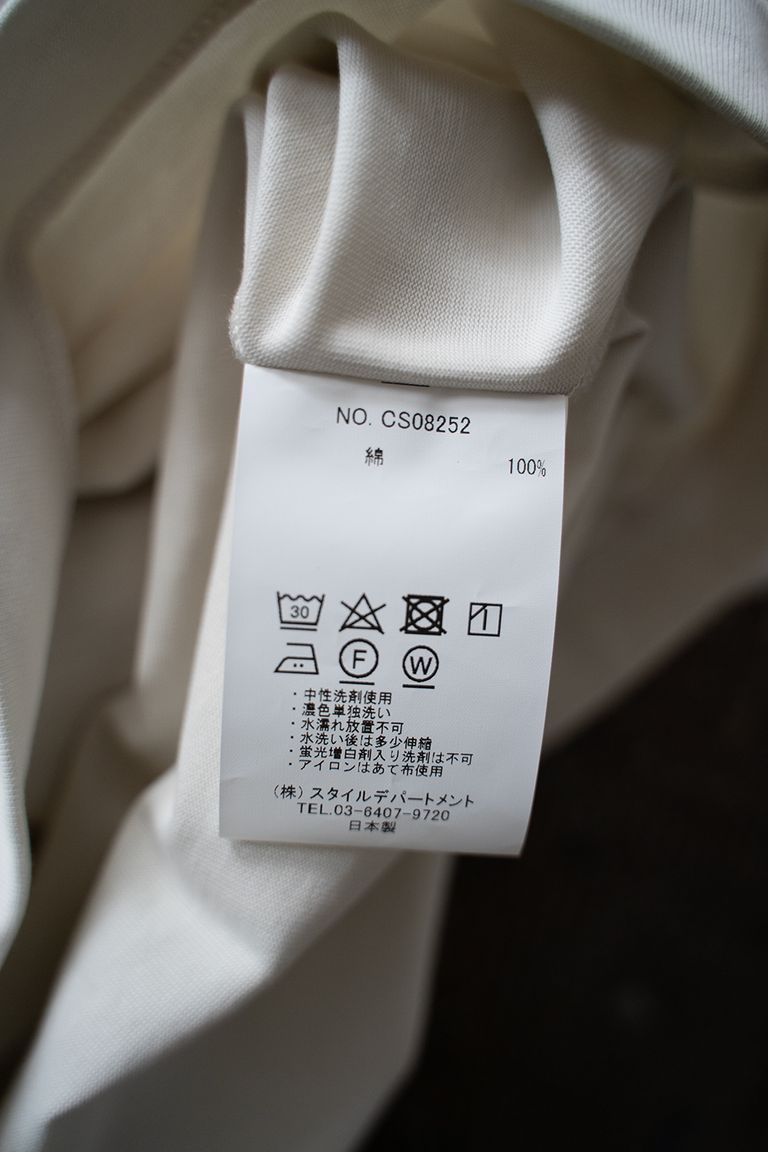 NO. CS08252
綿 100%
30
F W
・中性洗剤使用
・濃色単独洗い
・水濡れ放置不可
・水洗い後は多少伸縮
・蛍光増白剤入り洗剤は不可
・アイロンはあて布使用
(株)スタイルデパートメント
TEL.03-6407-9720
日本製